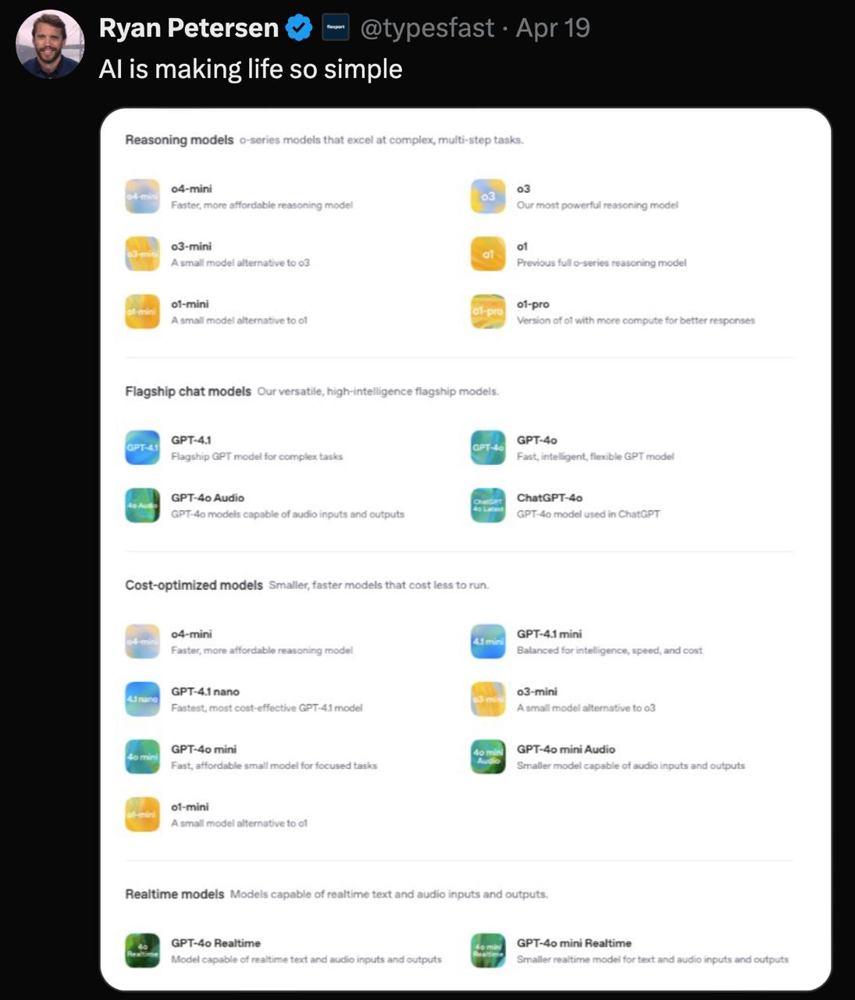 Ryan Petersen flexport @typesfast · Apr 19
AI is making life so simple
Reasoning models o-series models that excel at complex, multi-step tasks.
o4-mini o4-mini
Faster, more affordable reasoning model
o3 o3
Our most powerful reasoning model
o3-mini o3-mini
A small model alternative to o3
o1 o1
Previous full o-series reasoning model
o1-mini o1-mini
A small model alternative to o1
o1-pro o1-pro
Version of o1 with more compute for better responses
Flagship chat models Our versatile, high-intelligence flagship models.
GPT-4.1 GPT-4.1
Flagship GPT model for complex tasks
GPT-4o GPT-4o
Fast, intelligent, flexible GPT model
4o Audio GPT-4o Audio
GPT-4o models capable of audio inputs and outputs
ChatGPT
4o Latest
ChatGPT-4o
GPT-4o model used in ChatGPT
Cost-optimized models Smaller, faster models that cost less to run.
o4-mini o4-mini
Faster, more affordable reasoning model
4.1 mini GPT-4.1 mini
Balanced for intelligence, speed, and cost
4.1 nano GPT-4.1 nano
Fastest, most cost-effective GPT-4.1 model
o3-mini o3-mini
A small model alternative to o3
4o mini GPT-4o mini
Fast, affordable small model for focused tasks
4o mini
Audio
GPT-4o mini Audio
Smaller model capable of audio inputs and outputs
o1-mini o1-mini
A small model alternative to o1
Realtime models Models capable of realtime text and audio inputs and outputs.
4o
Realtime
GPT-4o Realtime
Model capable of realtime text and audio inputs and outputs
4o mini
Realtime
GPT-4o mini Realtime
Smaller realtime model for text and audio inputs and outputs